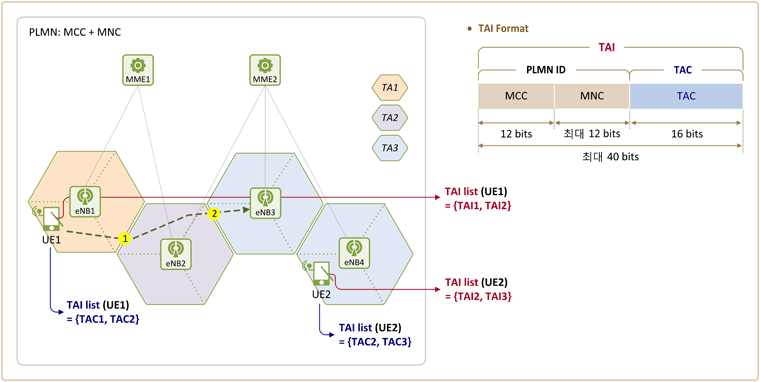 PLMN: MCC + MNC
MME1
MME2
TA1
TA2
TA3
eNB1
eNB2
eNB3
eNB4
UE1
1
2
UE2
TAI list (UE1)
= {TAC1, TAC2}
TAI list (UE2)
= {TAC2, TAC3}
TAI list (UE1)
= {TAI1, TAI2}
TAI list (UE2)
= {TAI2, TAI3}
• TAI Format
TAI
PLMN ID
TAC
MCC
MNC
TAC
12 bits
최대 12 bits
16 bits
최대 40 bits